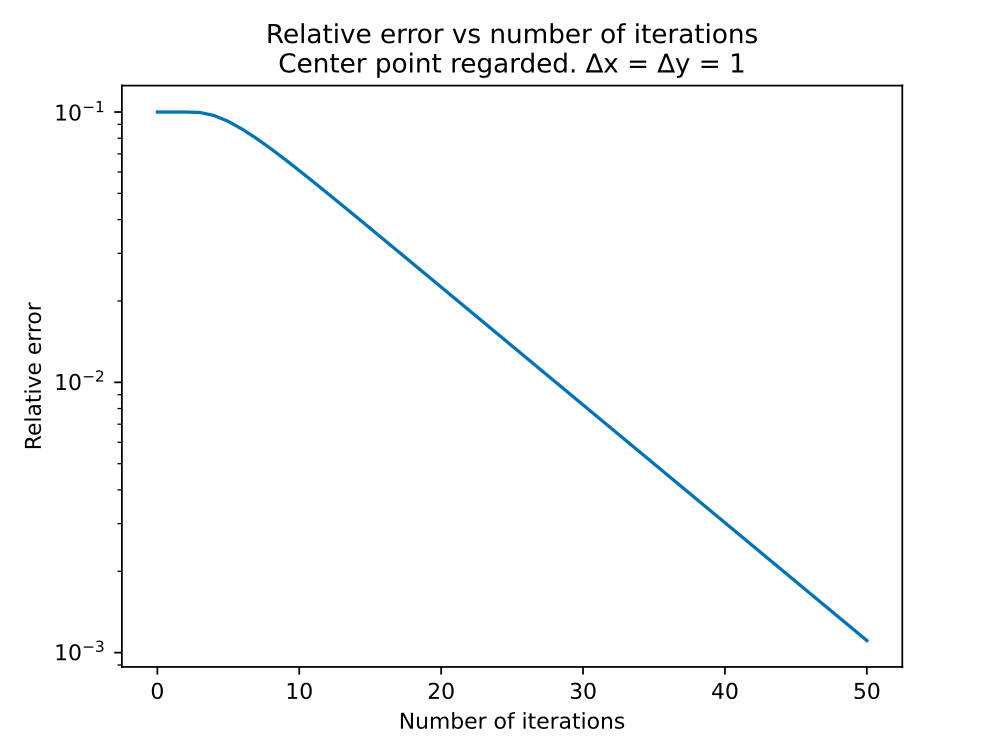 Relative error vs number of iterations
Center point regarded. Δx = Δy = 1
Relative error
10⁻¹
10⁻²
10⁻³
0 10 20 30 40 50
Number of iterations